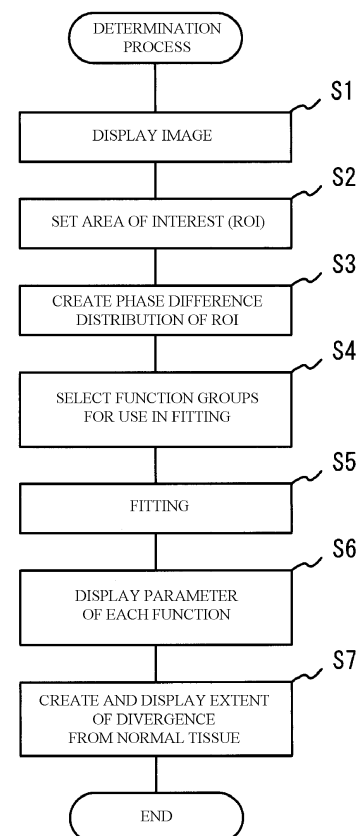 DETERMINATION
PROCESS
S1
DISPLAY IMAGE
S2
SET AREA OF INTEREST (ROI)
S3
CREATE PHASE DIFFERENCE
DISTRIBUTION OF ROI
S4
SELECT FUNCTION GROUPS
FOR USE IN FITTING
S5
FITTING
S6
DISPLAY PARAMETER
OF EACH FUNCTION
S7
CREATE AND DISPLAY EXTENT
OF DIVERGENCE
FROM NORMAL TISSUE
END